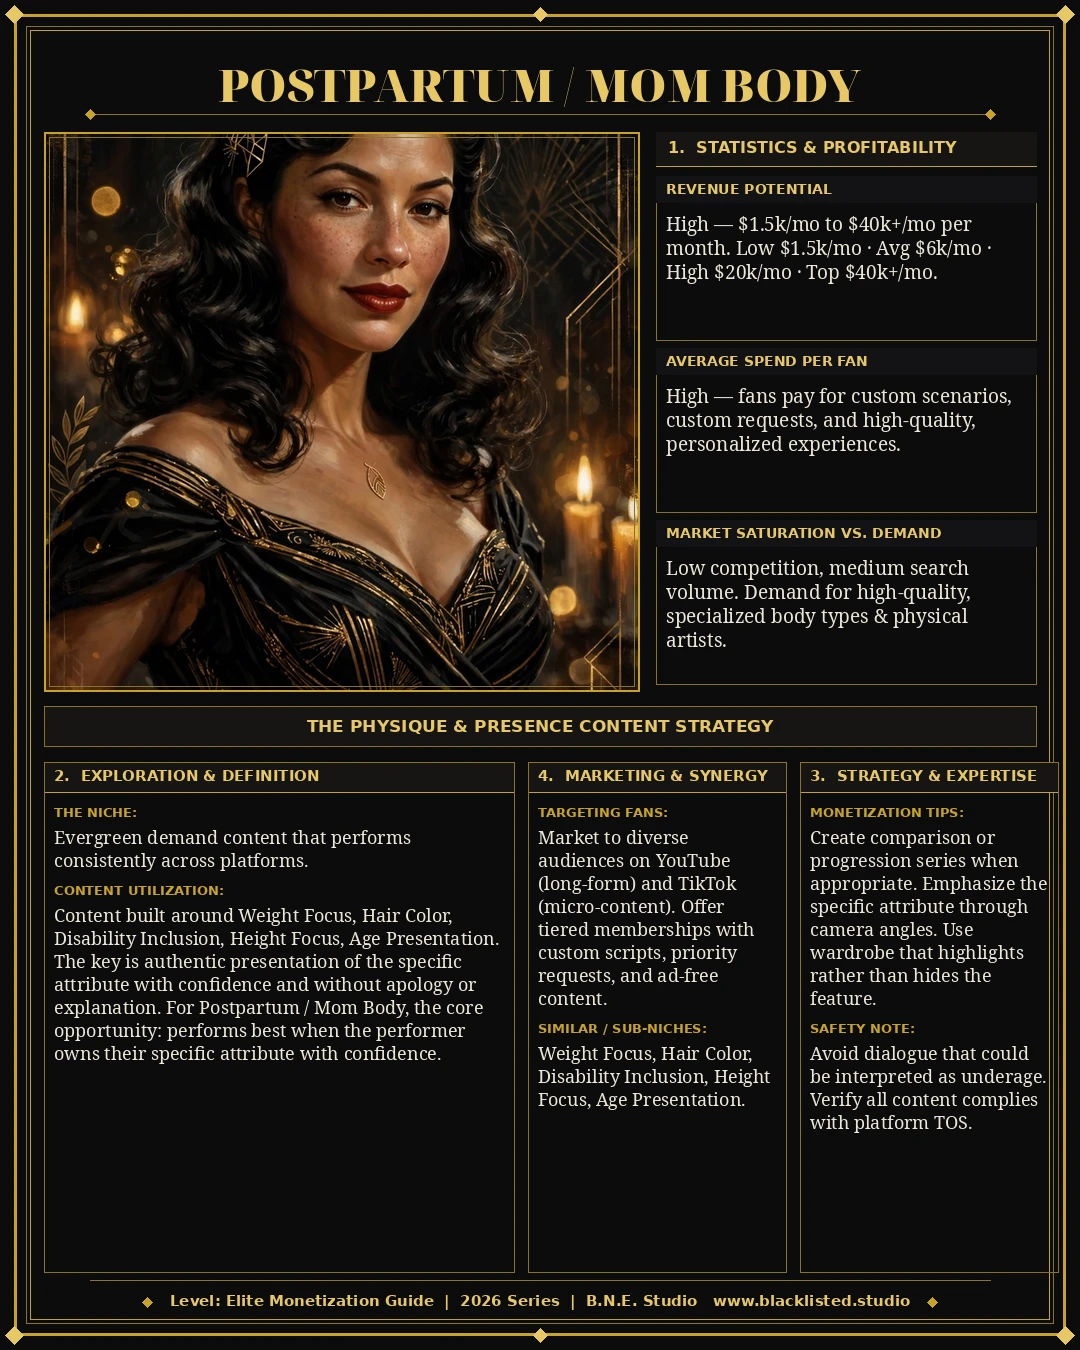 POSTPARTUM / MOM BODY
1. STATISTICS & PROFITABILITY
REVENUE POTENTIAL
High — $1.5k/mo to $40k+/mo per
month. Low $1.5k/mo · Avg $6k/mo ·
High $20k/mo · Top $40k+/mo.
AVERAGE SPEND PER FAN
High — fans pay for custom scenarios,
custom requests, and high-quality,
personalized experiences.
MARKET SATURATION VS. DEMAND
Low competition, medium search
volume. Demand for high-quality,
specialized body types & physical
artists.
THE PHYSIQUE & PRESENCE CONTENT STRATEGY
2. EXPLORATION & DEFINITION
THE NICHE:
Evergreen demand content that performs
consistently across platforms.
CONTENT UTILIZATION:
Content built around Weight Focus, Hair Color,
Disability Inclusion, Height Focus, Age Presentation.
The key is authentic presentation of the specific
attribute with confidence and without apology or
explanation. For Postpartum / Mom Body, the core
opportunity: performs best when the performer
owns their specific attribute with confidence.
4. MARKETING & SYNERGY
TARGETING FANS:
Market to diverse
audiences on YouTube
(long-form) and TikTok
(micro-content). Offer
tiered memberships with
custom scripts, priority
requests, and ad-free
content.
SIMILAR / SUB-NICHES:
Weight Focus, Hair Color,
Disability Inclusion, Height
Focus, Age Presentation.
3. STRATEGY & EXPERTISE
MONETIZATION TIPS:
Create comparison or
progression series when
appropriate. Emphasize the
specific attribute through
camera angles. Use
wardrobe that highlights
rather than hides the
feature.
SAFETY NOTE:
Avoid dialogue that could
be interpreted as underage.
Verify all content complies
with platform TOS.
Level: Elite Monetization Guide | 2026 Series | B.N.E. Studio www.blacklisted.studio